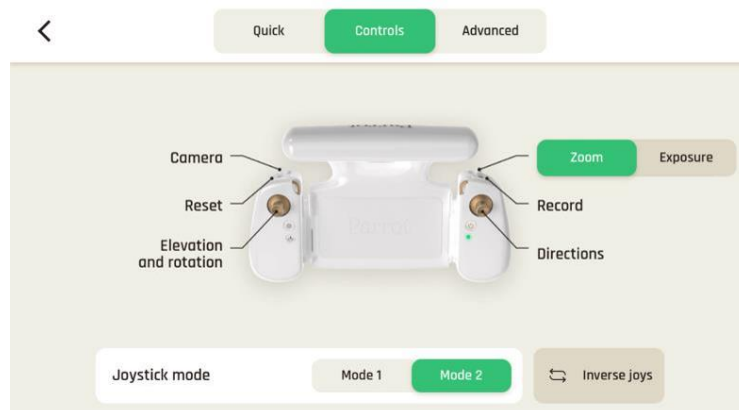 Quick
Controls
Advanced
Camera
Zoom
Exposure
Reset
Record
Elevation
and rotation
Directions
Parrot
Joystick mode
Mode 1
Mode 2
Inverse joys